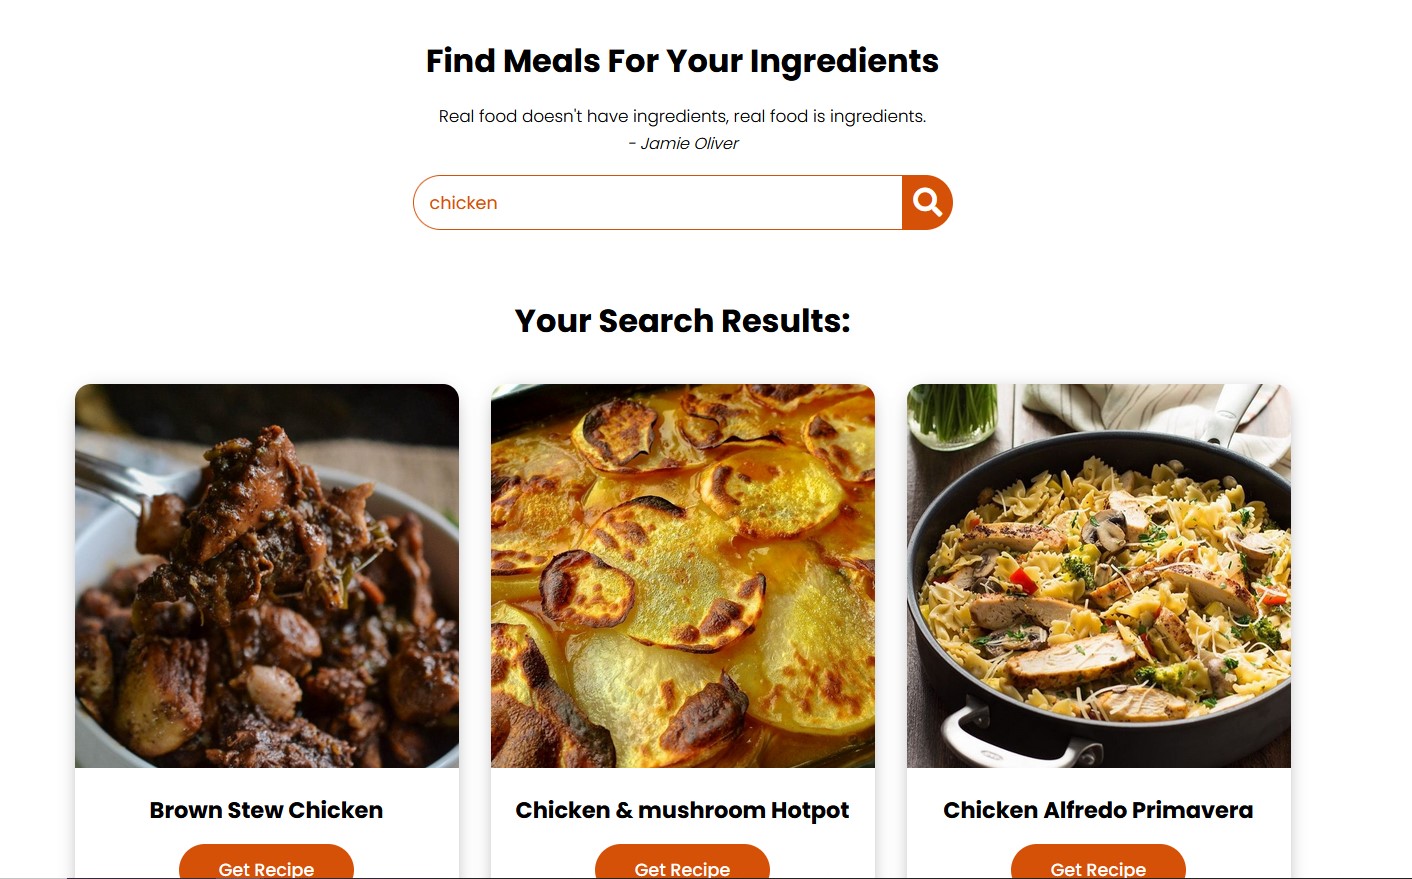 Find Meals For Your Ingredients
Real food doesn't have ingredients, real food is ingredients.
- Jamie Oliver
chicken
Your Search Results:
Brown Stew Chicken
Chicken & mushroom Hotpot
Chicken Alfredo Primavera
Get Recipe
Get Recipe
Get Recipe